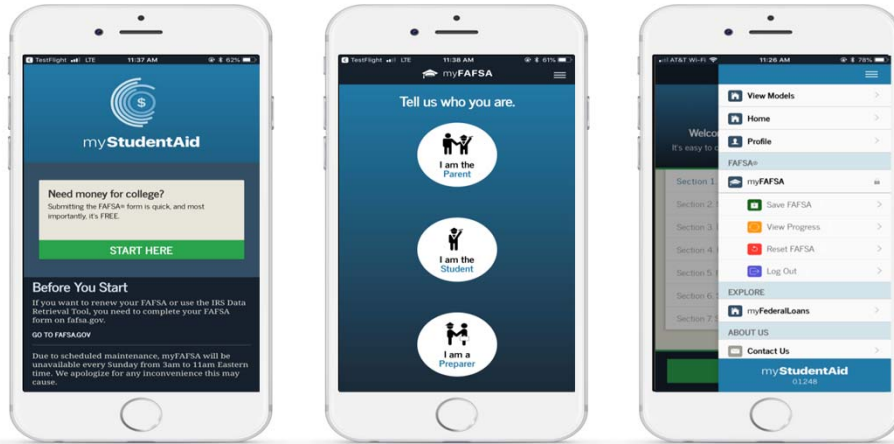 TestFlight LTE 11:37 AM 62%
$
myStudentAid
Need money for college?
Submitting the FAFSA® form is quick, and most
importantly, it's FREE.
START HERE
Before You Start
If you want to renew your FAFSA or use the IRS Data
Retrieval Tool, you need to complete your FAFSA
form on fafsa.gov.
GO TO FAFSA.GOV
Due to scheduled maintenance, myFAFSA will be
unavailable every Sunday from 3am to 11am Eastern
time. We apologize for any inconvenience this may
cause.
TestFlight LTE 11:38 AM 61%
myFAFSA
Tell us who you are.
I am the
Parent
I am the
Student
I am a
Preparer
AT&T Wi-Fi 11:26 AM 78%
Welco
It's easy to c
Section 1.
Section 2.
Section 3.
Section 4.
Section 5.
Section 6.
Section 7.
View Models
Home
Profile
FAFSA®
myFAFSA
Save FAFSA
View Progress
Reset FAFSA
Log Out
EXPLORE
myFederalLoans
ABOUT US
Contact Us
myStudentAid
01248